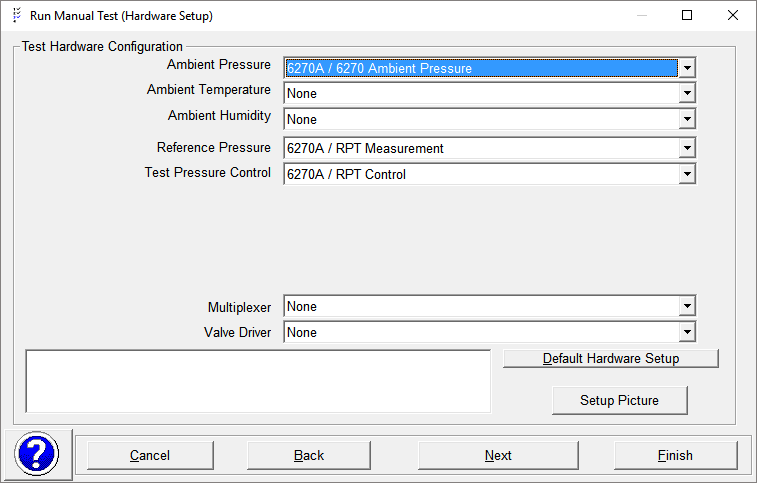 Run Manual Test (Hardware Setup)
Test Hardware Configuration
Ambient Pressure 6270A / 6270 Ambient Pressure
Ambient Temperature None
Ambient Humidity None
Reference Pressure 6270A / RPT Measurement
Test Pressure Control 6270A / RPT Control
Multiplexer None
Valve Driver None
Default Hardware Setup
Setup Picture
? Cancel Back Next Finish